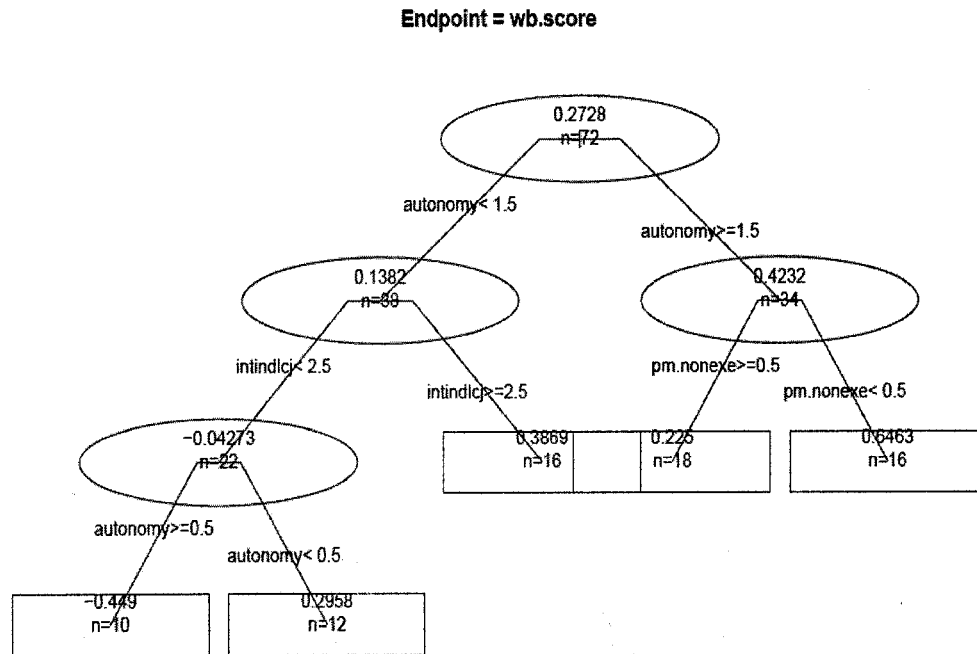 Endpoint = wb.score
0.2728
n=72
autonomy< 1.5
autonomy>=1.5
0.1382
n=38
0.4232
n=34
intindlcj< 2.5
intindlcj>=2.5
pm.nonexe>=0.5
pm.nonexe< 0.5
−0.04273
n=22
0.3869
n=16
0.225
n=18
0.6463
n=16
autonomy>=0.5
autonomy< 0.5
−0.449
n=10
0.2958
n=12